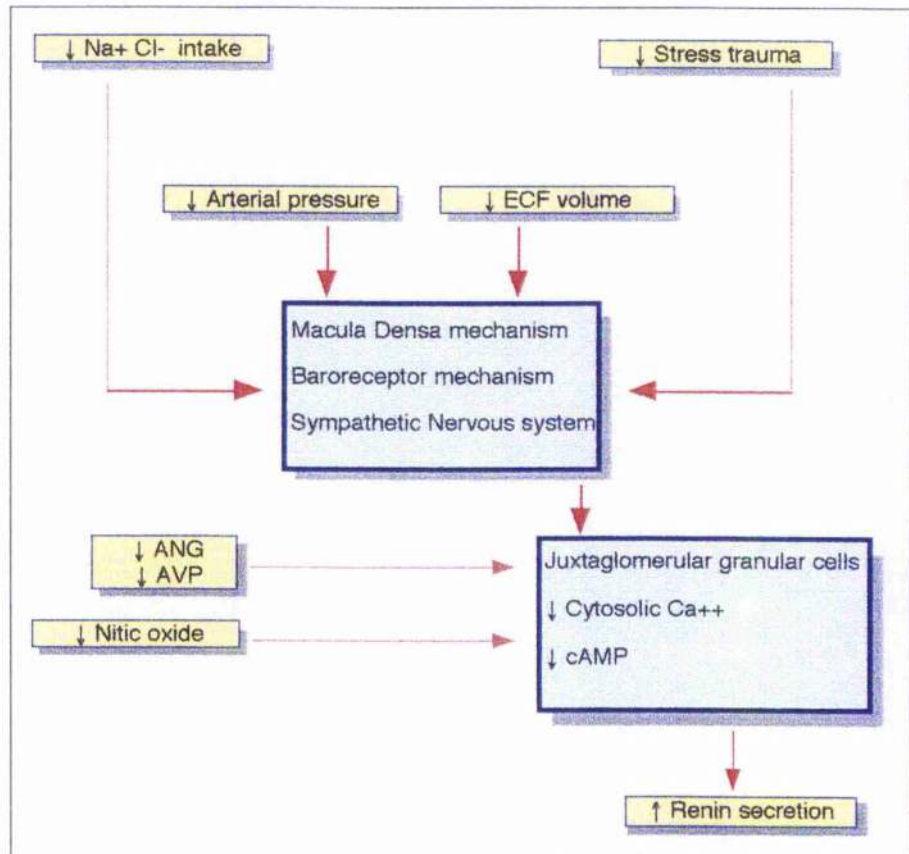 ↓ Na+ Cl- intake
↓ Stress trauma
↓ Arterial pressure
↓ ECF volume
Macula Densa mechanism
Baroreceptor mechanism
Sympathetic Nervous system
↓ ANG
↓ AVP
↓ Nitic oxide
Juxtaglomerular granular cells
↓ Cytosolic Ca++
↓ cAMP
↑ Renin secretion